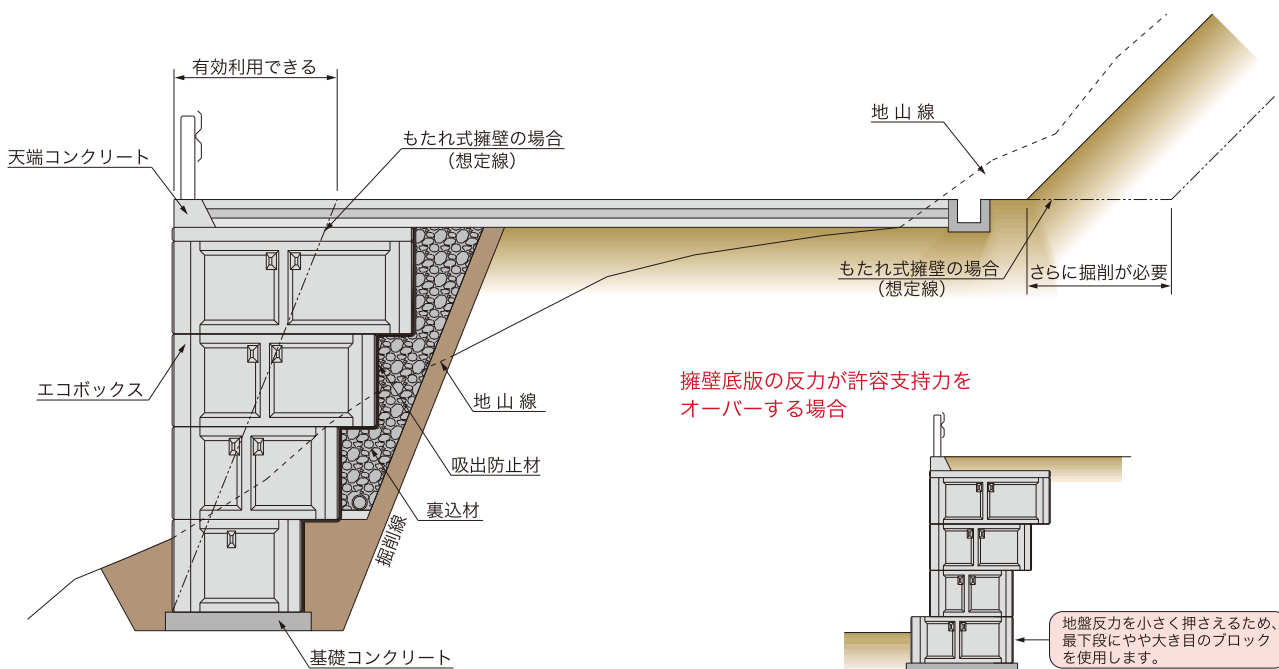 有効利用できる
地山線
もたれ式擁壁の場合
(想定線)
天端コンクリート
もたれ式擁壁の場合
(想定線)
さらに掘削が必要
エコボックス
地山線
擁壁底版の反力が許容支持力を
オーバーする場合
吸出防止材
裏込材
掘削線
基礎コンクリート
地盤反力を小さく押さえるため、
最下段にやや大き目のブロック
を使用します。